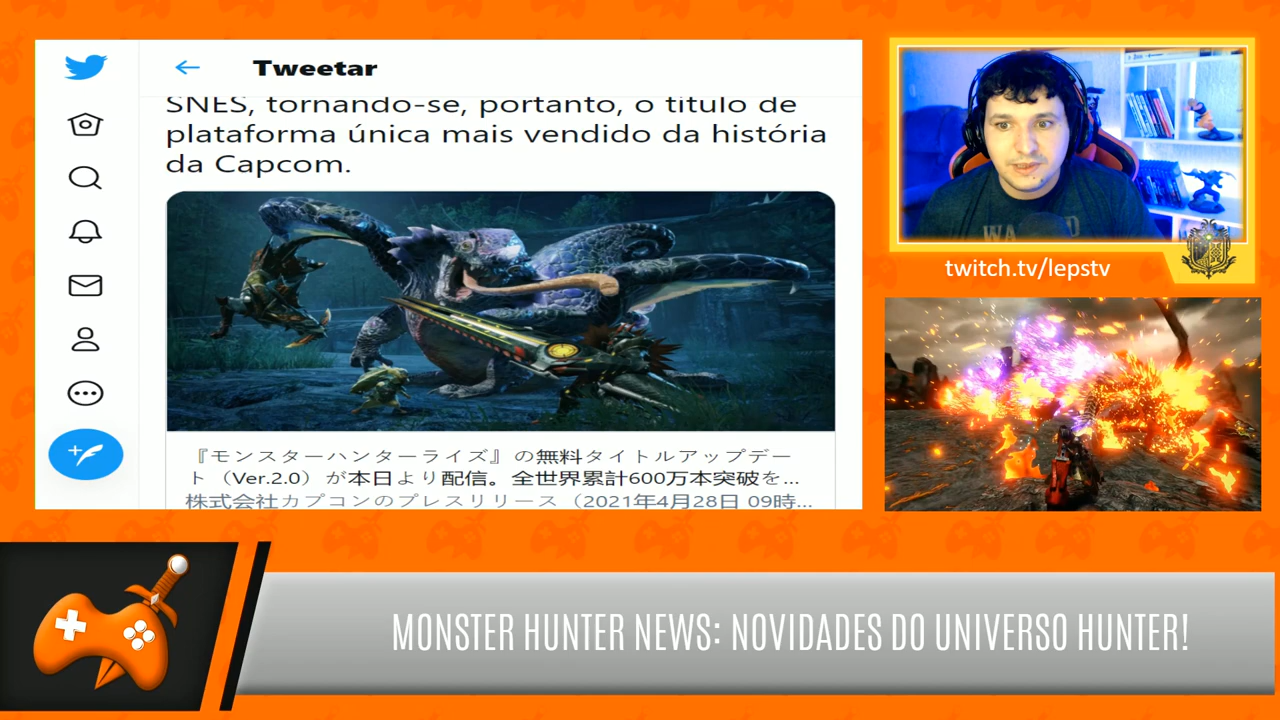 Tweetar
SNES, tornando-se, portanto, o título de
plataforma única mais vendido da história
da Capcom.
『モンスターハンターライズ』の無料タイトルアップデー
ト（Ver.2.0）が本日より配信。全世界累計600万本突破を...
株式会社カプコンのプレスリリース（2021年4月28日 09時...
WA D
twitch.tv/lepstv
MONSTER HUNTER NEWS: NOVIDADES DO UNIVERSO HUNTER!